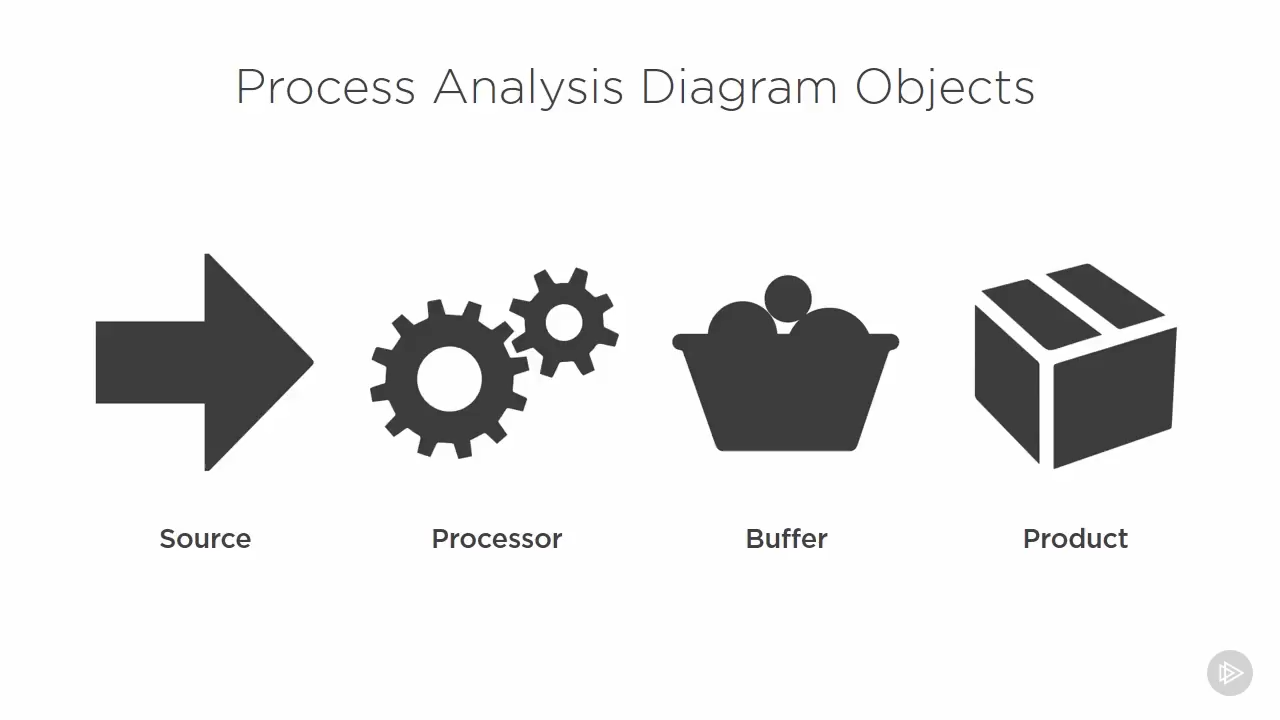 Process Analysis Diagram Objects
Source
Processor
Buffer
Product